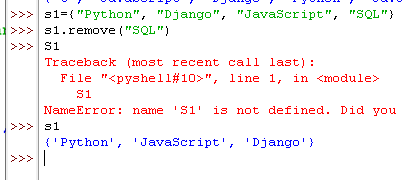 >>> s1={"Python", "Django", "JavaScript", "SQL"}
>>> s1.remove("SQL")
>>> S1
Traceback (most recent call last):
File "<pyshell#10>", line 1, in <module>
S1
NameError: name 'S1' is not defined. Did you
>>> s1
{'Python', 'JavaScript', 'Django'}
>>>